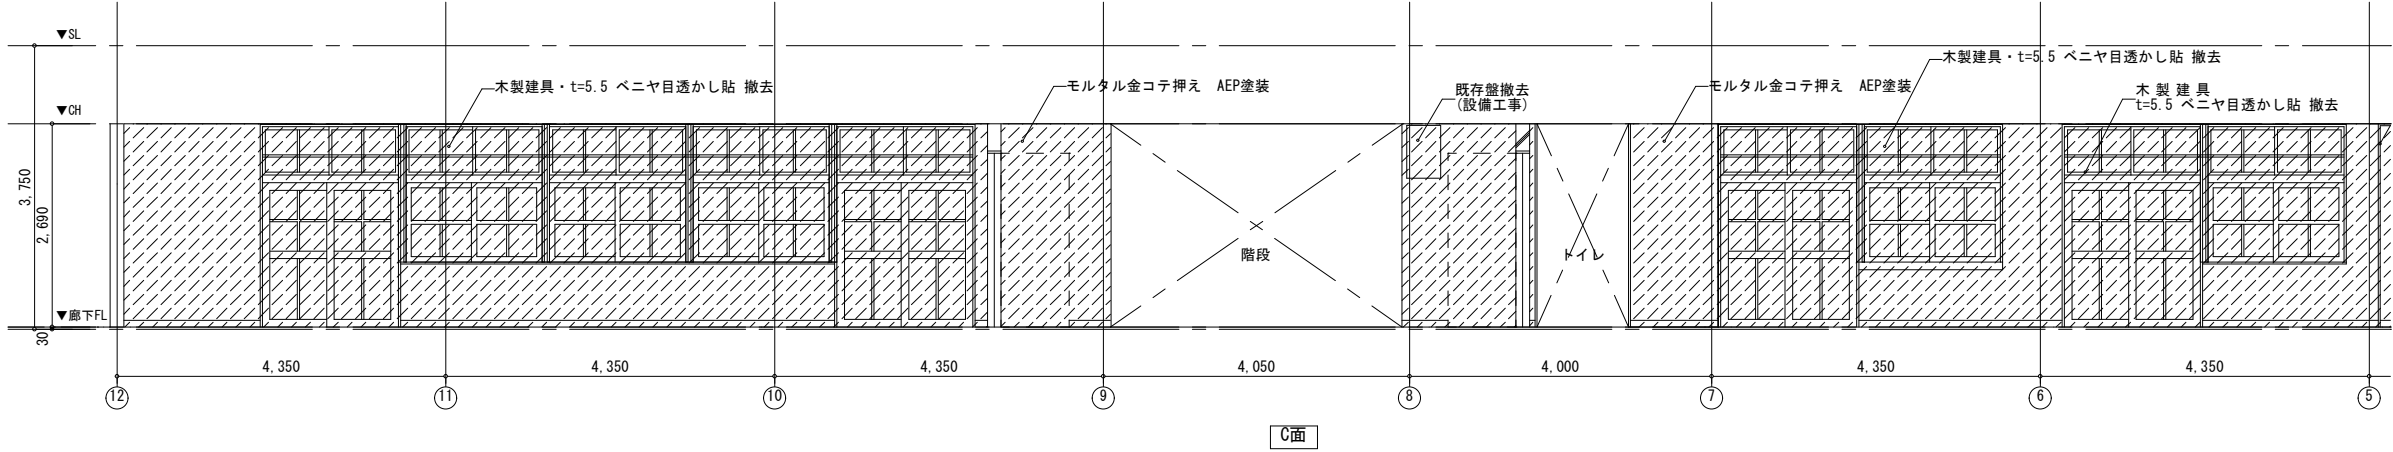 ▼SL
木製建具・t=5.5 ベニヤ目透かし貼 撤去
モルタル金コテ押え AEP塗装
既存盤撤去
(設備工事)
モルタル金コテ押え AEP塗装
木製建具・t=5.5 ベニヤ目透かし貼 撤去
木 製 建 具
t=5.5 ベニヤ目透かし貼 撤去
▼CH
3,750
2,690
階段
トイレ
▼廊下FL
30
4,350
4,350
4,350
4,050
4,000
4,350
4,350
12
11
10
9
8
7
6
5
C面